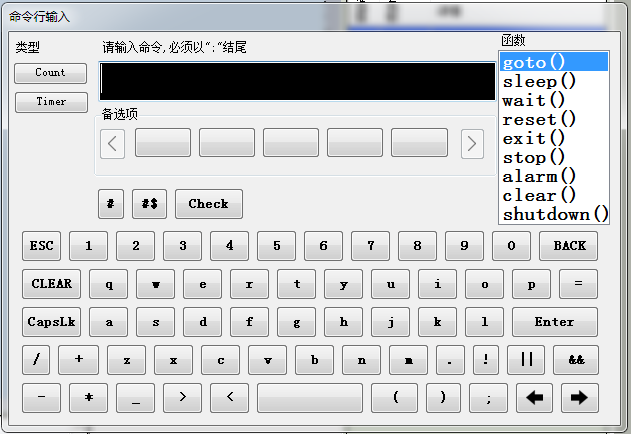 命令行输入
类型
请输入命令,必须以";"结尾
函数
Count
Timer
备选项
goto()
sleep()
wait()
reset()
exit()
stop()
alarm()
clear()
shutdown()
# #$ Check
ESC 1 2 3 4 5 6 7 8 9 0 BACK
CLEAR q w e r t y u i o p =
CapsLk a s d f g h j k l Enter
/ + z x c v b n m . ! || &&
- * _ > < ( ) ; ← →